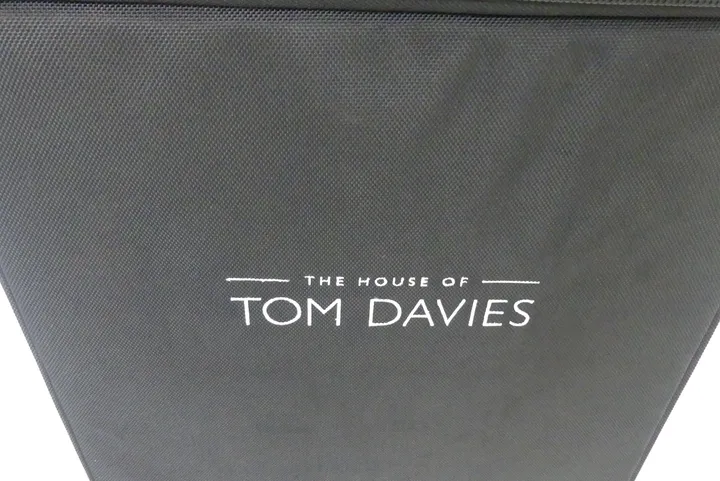 THE HOUSE OF
TOM DAVIES